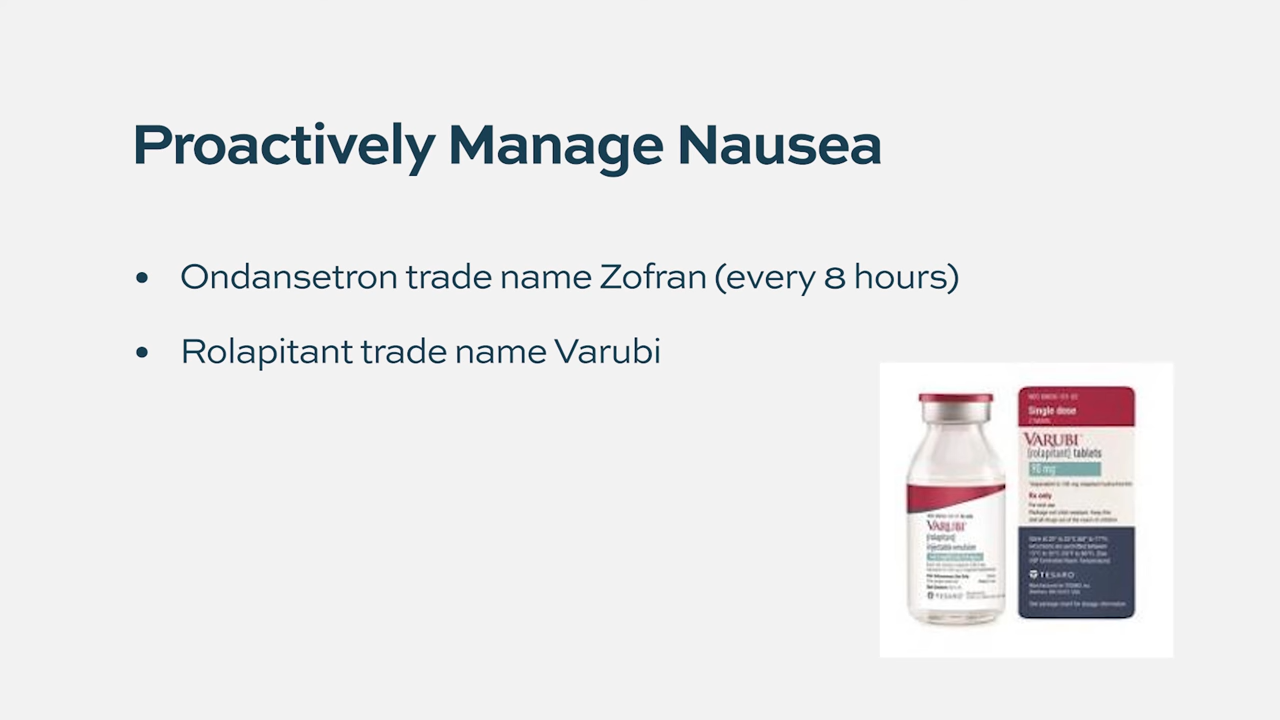 Proactively Manage Nausea
• Ondansetron trade name Zofran (every 8 hours)
• Rolapitant trade name Varubi
Single dose
VARUBI
(rolapitant) tablets
90 mg
Rx only
TESARO
VARUBI
(rolapitant)
injectable emulsion
TESARO